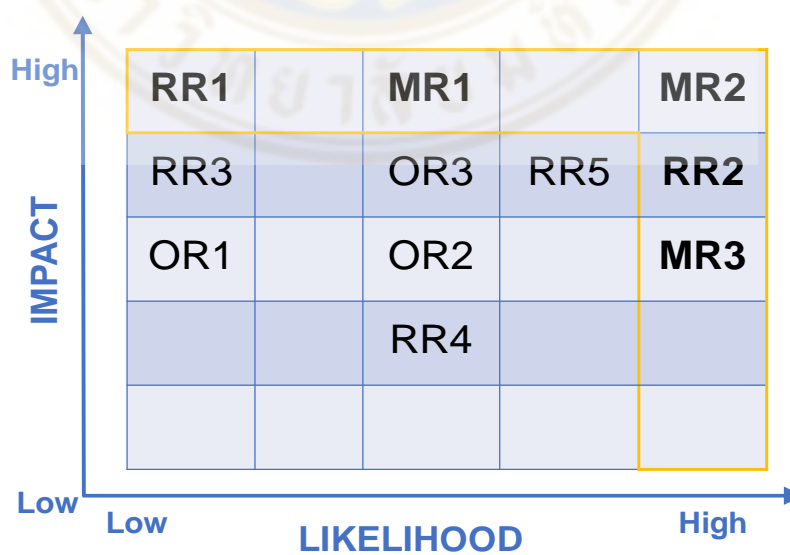 High
RR1 MR1 MR2
RR3 OR3 RR5 RR2
IMPACT
OR1 OR2 MR3
RR4
Low
Low LIKELIHOOD High